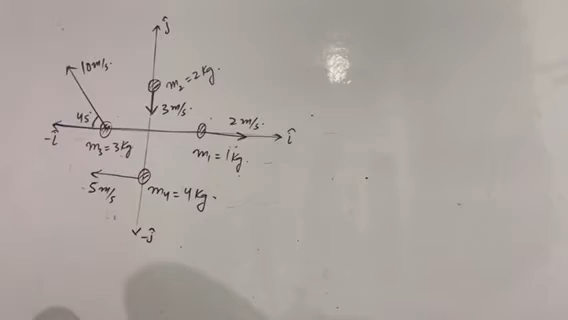 ĵ
10m/s.
m₂=2kg.
3m/s.
45
2m/s.
-î
î
m₃=3kg
m₁=1kg.
5m/s
m₄=4kg.
-ĵ